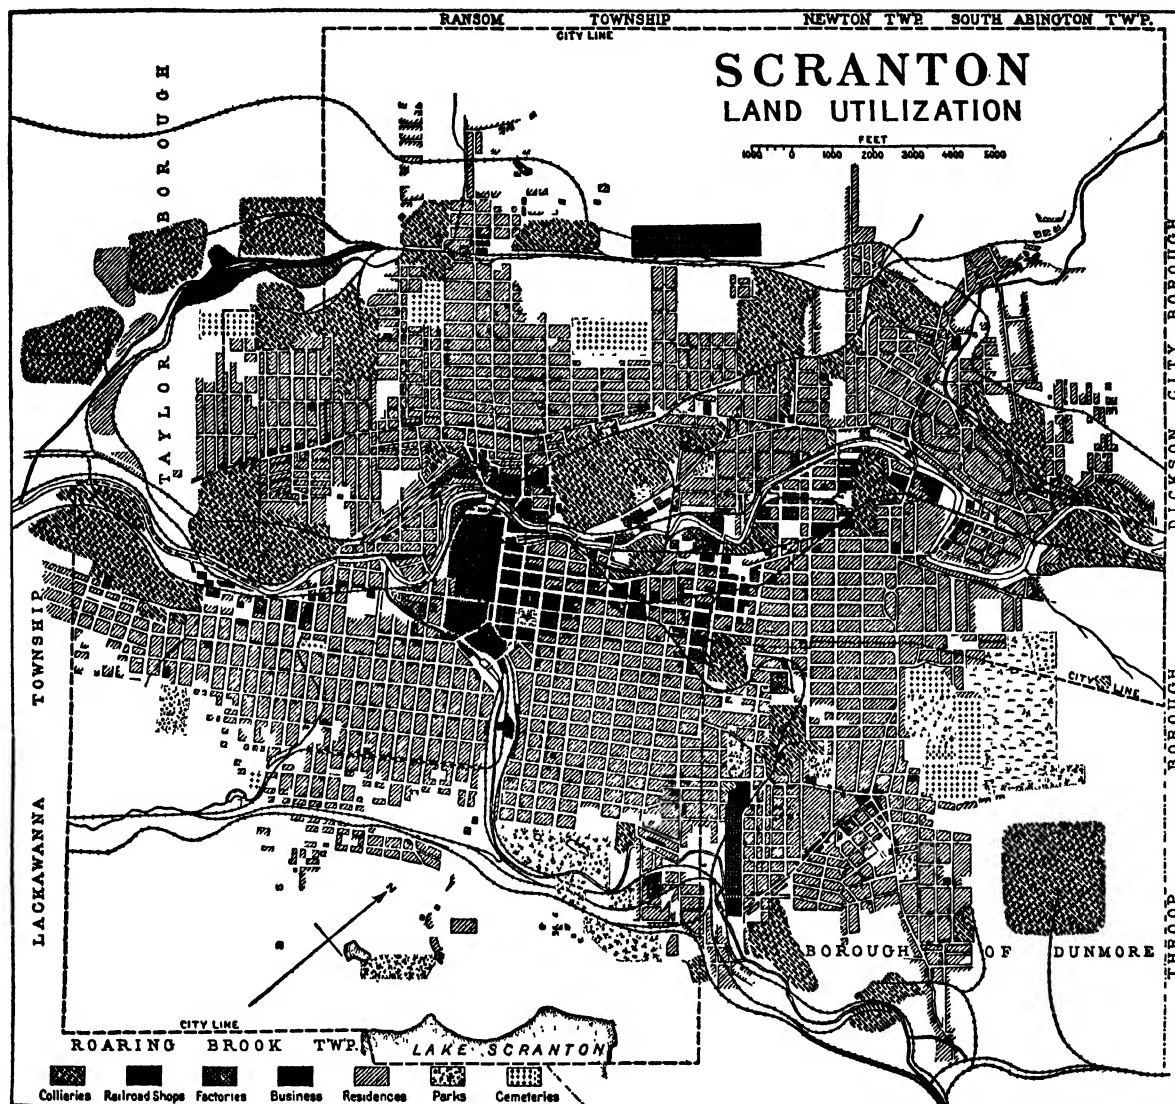 RANSOM TOWNSHIP NEWTON TWP. SOUTH ABINGTON TWP.
CITY LINE
SCRANTON
LAND UTILIZATION
FEET
1000 0 1000 2000 3000 4000 5000
TAYLOR BOROUGH
DICKSON CITY BOROUGH
CITY LINE
LACKAWANNA TOWNSHIP
THROOP BOROUGH
N
BOROUGH OF DUNMORE
CITY LINE
ROARING BROOK TWP.
LAKE SCRANTON
Collieries Railroad Shops Factories Business Residences Parks Cemeteries